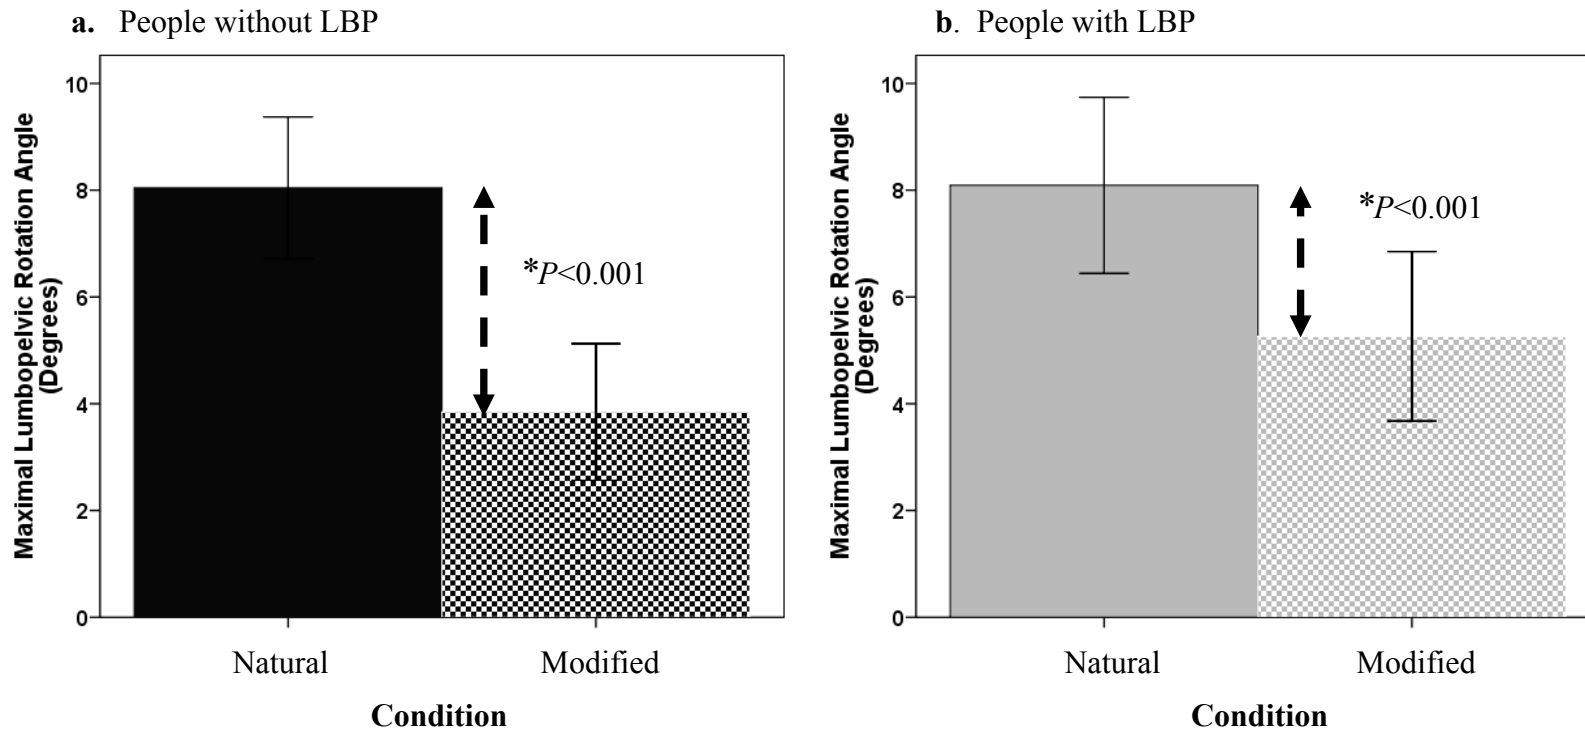 a. People without LBP
Maximal Lumbopelvic Rotation Angle
(Degrees)
10
8
6
4
2
0
*P<0.001
Natural
Modified
Condition
b. People with LBP
Maximal Lumbopelvic Rotation Angle
(Degrees)
10
8
6
4
2
0
*P<0.001
Natural
Modified
Condition